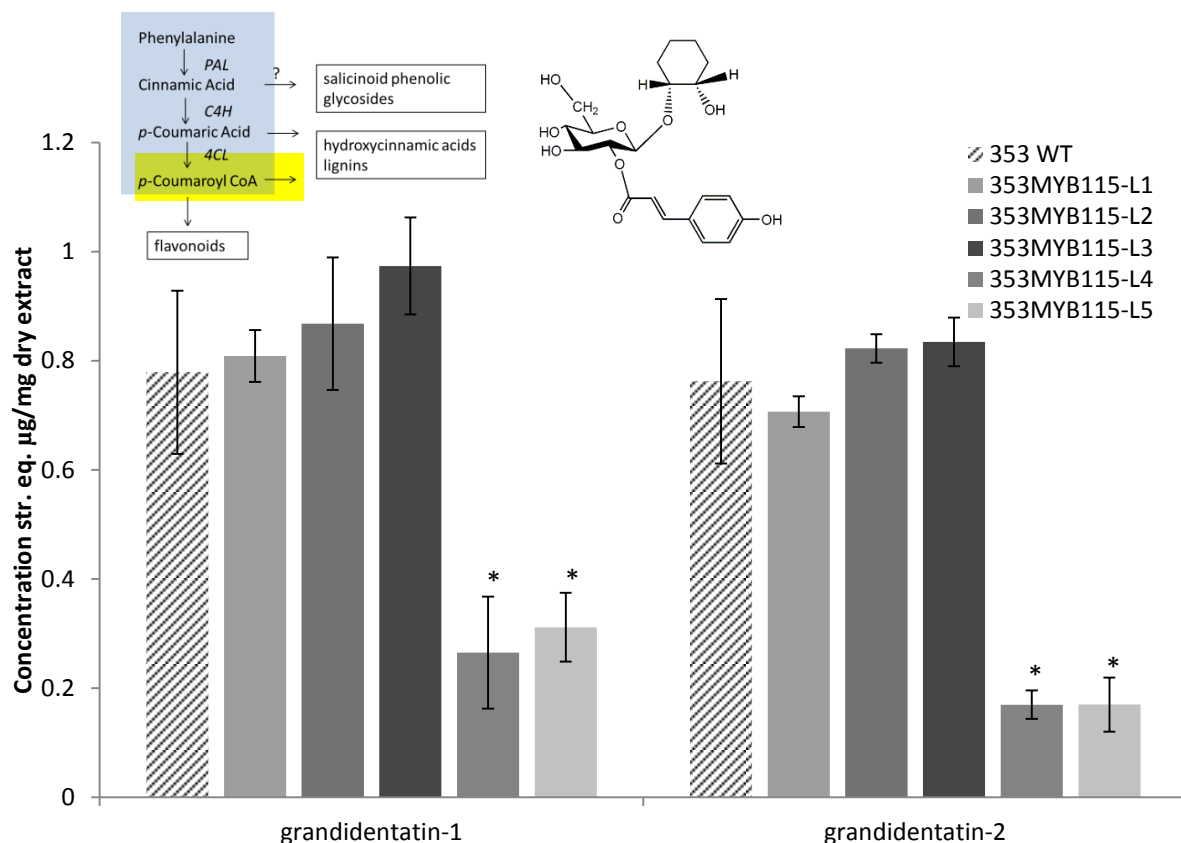 Phenylalanine
PAL
Cinnamic Acid
?
salicinoid phenolic
glycosides
C4H
p-Coumaric Acid
hydroxycinnamic acids
lignins
4CL
p-Coumaroyl CoA
flavonoids
HO
CH2
HO
HO
O
O
O
O
O
H
H
OH
OH
353 WT
353MYB115-L1
353MYB115-L2
353MYB115-L3
353MYB115-L4
353MYB115-L5
Concentration str. eq. µg/mg dry extract
1.2
1
0.8
0.6
0.4
0.2
0
* *
* *
grandidentatin-1
grandidentatin-2